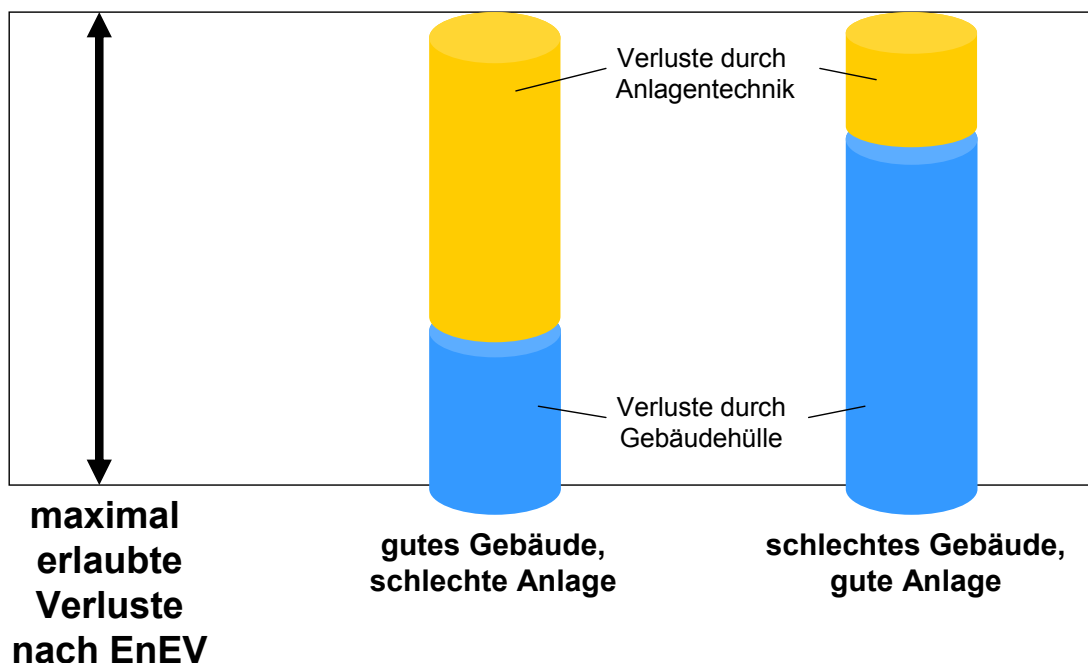 Verluste durch
Anlagentechnik
Verluste durch
Gebäudehülle
maximal
erlaubte
Verluste
nach EnEV
gutes Gebäude,
schlechte Anlage
schlechtes Gebäude,
gute Anlage